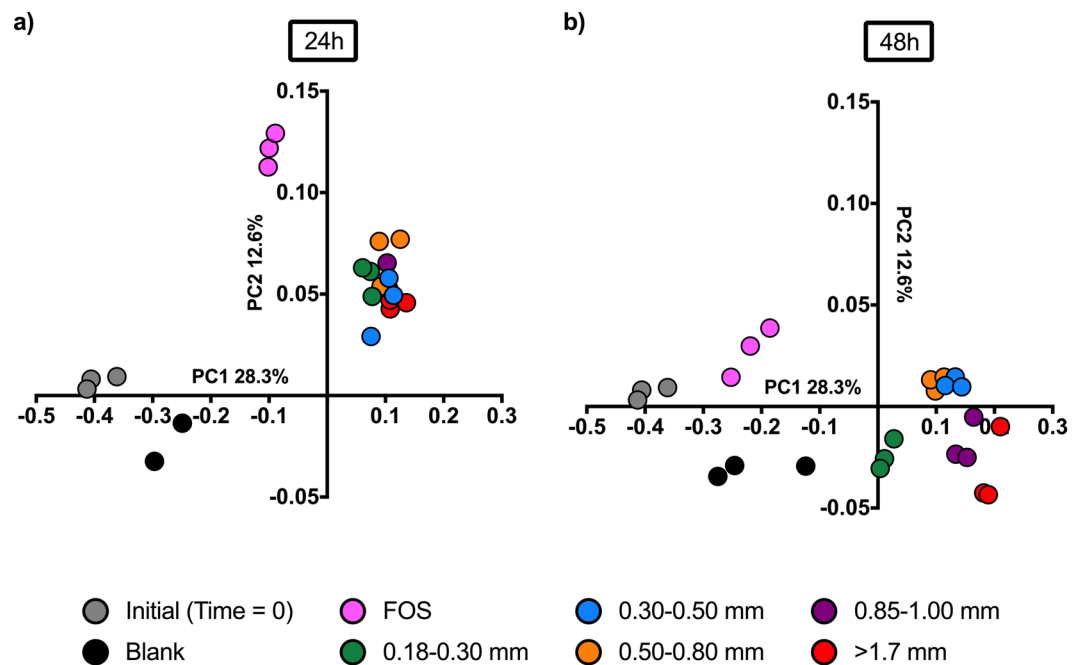 a)
24h
b)
48h
0.15
0.10
0.05
-0.05
PC2 12.6%
PC1 28.3%
-0.5 -0.4 -0.3 -0.2 -0.1 0.1 0.2 0.3
0.15
0.10
0.05
-0.05
PC2 12.6%
PC1 28.3%
-0.5 -0.4 -0.3 -0.2 -0.1 0.1 0.3
Initial (Time = 0) FOS 0.30-0.50 mm 0.85-1.00 mm
Blank 0.18-0.30 mm 0.50-0.80 mm >1.7 mm